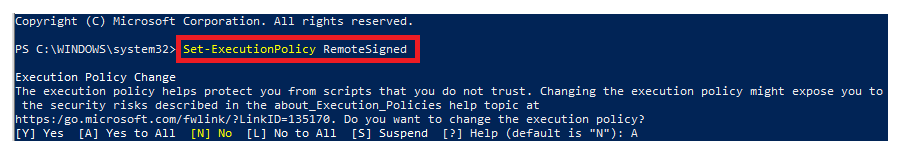 Copyright (C) Microsoft Corporation. All rights reserved.
PS C:\WINDOWS\system32> Set-ExecutionPolicy RemoteSigned
Execution Policy Change
The execution policy helps protect you from scripts that you do not trust. Changing the execution policy might expose you to
the security risks described in the about_Execution_Policies help topic at
https:/go.microsoft.com/fwlink/?LinkID=135170. Do you want to change the execution policy?
[Y] Yes  [A] Yes to All  [N] No  [L] No to All  [S] Suspend  [?] Help (default is "N"): A